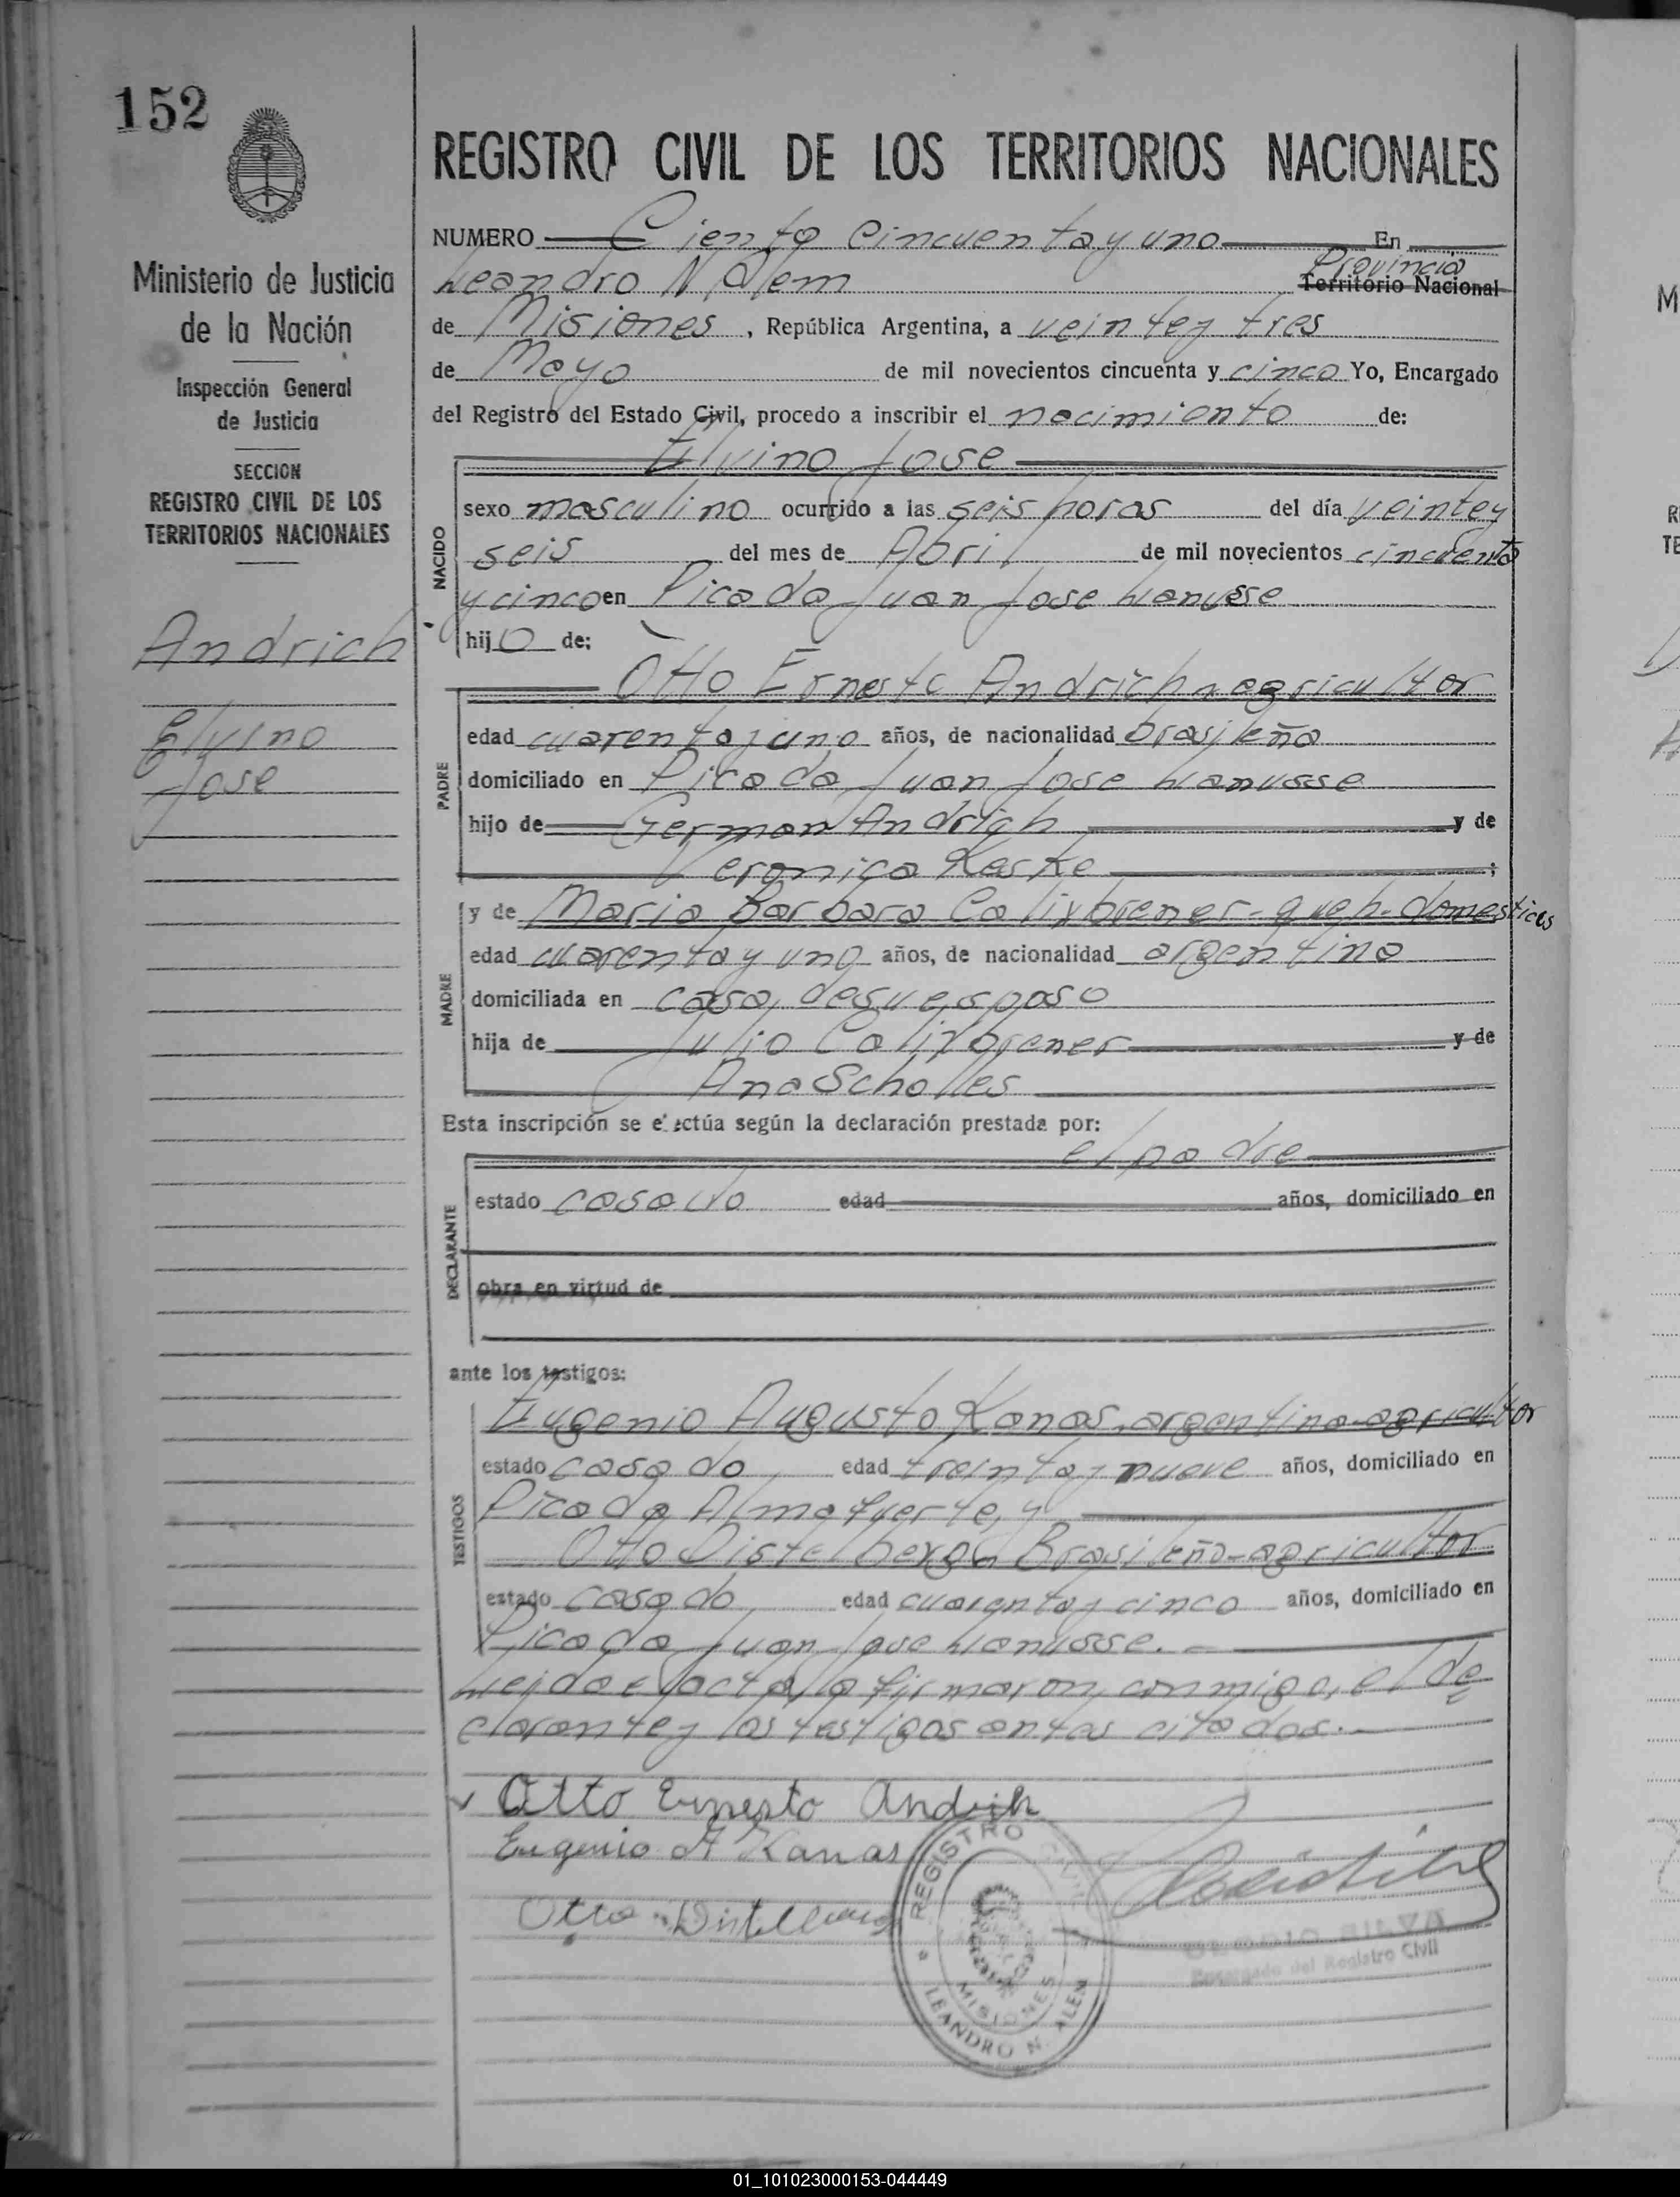 152
Ministerio de Justicia
de la Nación
Inspección General
de Justicia
SECCION
REGISTRO CIVIL DE LOS
TERRITORIOS NACIONALES
Andrich
Elvino
Jose
REGISTRO CIVIL DE LOS TERRITORIOS NACIONALES
NUMERO Ciento Cincuenta y uno En
Leandro N Alem Provincia Territorio Nacional
de Misiones, República Argentina, a veinte y tres
de Mayo de mil novecientos cincuenta y cinco Yo, Encargado
del Registro del Estado Civil, procedo a inscribir el nacimiento de:
Elvino Jose
NACIDO
sexo masculino ocurrido a las seis horas del día veinte y
seis del mes de Abril de mil novecientos cincuenta
y cinco en Picada Juan Jose Lanusse
hijo de:
Otto Ernesto Andrich agricultor
PADRE
edad cuarenta y uno años, de nacionalidad brasileña
domiciliado en Picada Juan Jose Lanusse
hijo de German Andrich y de
Veronica Keske;
MADRE
y de Maria Barbara Calixbrener - queh. domesticos
edad cuarenta y uno años, de nacionalidad argentina
domiciliada en casa de su esposo
hija de Julio Calixbrener y de
Ana Scholles
Esta inscripción se efectúa según la declaración prestada por:
el padre
DECLARANTE
estado casado edad años, domiciliado en
obra en virtud de
ante los testigos:
TESTIGOS
Eugenio Augusto Kanas, argentino-agricultor
estado casado edad treinta y nueve años, domiciliado en
Picada Almafuerte, y
Otto Distelberg Brasileño-agricultor
estado casado edad cuarenta y cinco años, domiciliado en
Picada Juan Jose Lanusse.
Leida el acta, la firmaron, conmigo, el de
clarante y los testigos antes citados.
Otto Ernesto Andrich
Eugenio A Kanas
Otto
REGISTRO CIVIL
MISIONES
LEANDRO N. ALEM
Encargado del Registro Civil
01_101023000153-044449